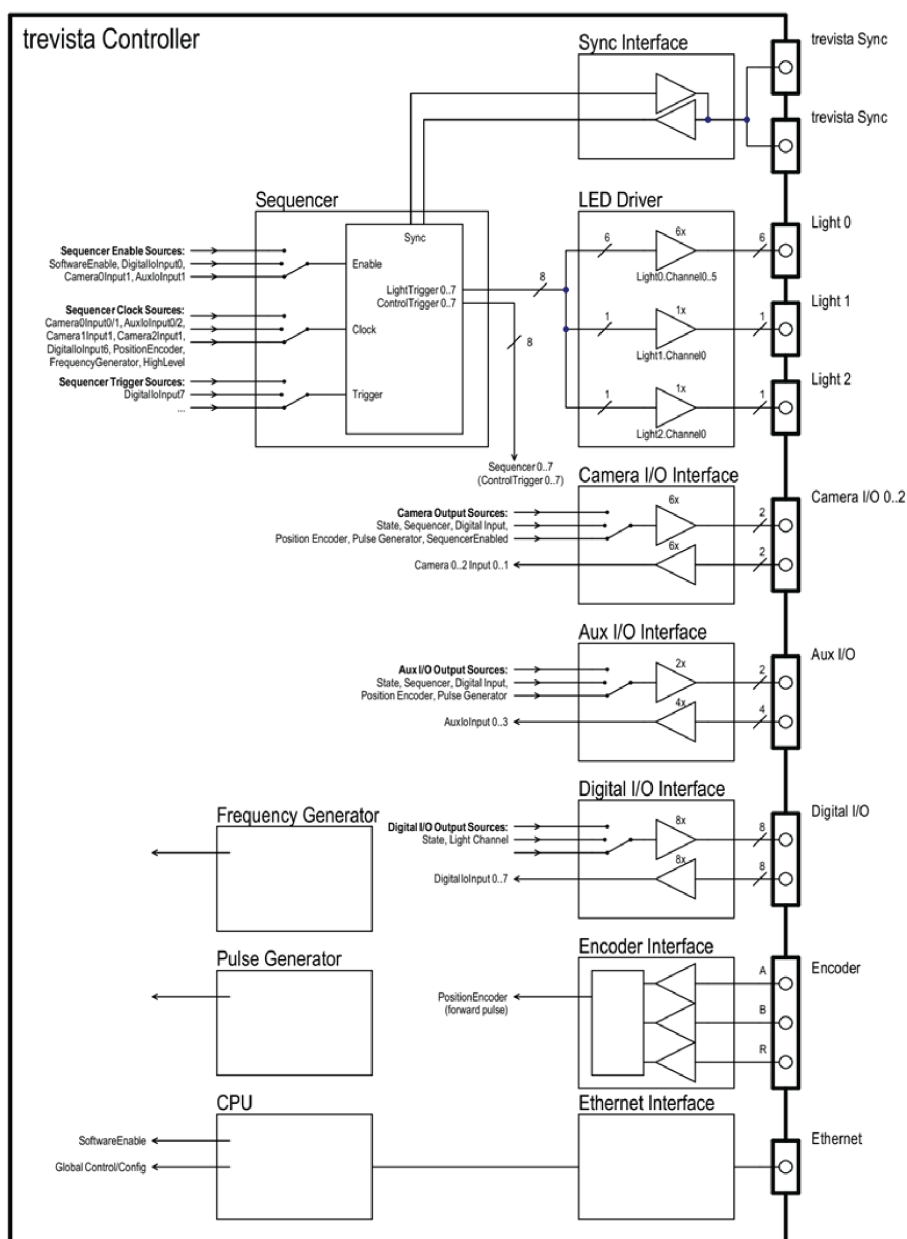 trevista Controller
Sync Interface
trevista Sync
trevista Sync
Sequencer
LED Driver
Sync
Sequencer Enable Sources:
SoftwareEnable, DigitalIoInput0,
Camera0Input1, AuxIoInput1
Enable
LightTrigger 0..7
ControlTrigger 0..7
8
8
6
6x
6
Light0.Channel0..5
Light 0
Sequencer Clock Sources:
Camera0Input0/1, AuxIoInput0/2,
Camera1Input1, Camera2Input1,
DigitalIoInput6, PositionEncoder,
FrequencyGenerator, HighLevel
Clock
1
1x
1
Light1.Channel0
Light 1
Sequencer Trigger Sources:
DigitalIoInput7
...
Trigger
1
1x
1
Light2.Channel0
Light 2
Sequencer 0..7
(ControlTrigger 0..7)
Camera I/O Interface
Camera Output Sources:
State, Sequencer, Digital Input,
Position Encoder, Pulse Generator, SequencerEnabled
6x
2
Camera I/O 0..2
Camera 0..2 Input 0..1
6x
2
Aux I/O Interface
Aux I/O Output Sources:
State, Sequencer, Digital Input,
Position Encoder, Pulse Generator
2x
2
Aux I/O
AuxIoInput 0..3
4x
4
Digital I/O Interface
Digital I/O Output Sources:
State, Light Channel
8x
8
Digital I/O
DigitalIoInput 0..7
8x
8
Frequency Generator
Pulse Generator
Encoder Interface
PositionEncoder
(forward pulse)
A
B
R
Encoder
CPU
SoftwareEnable
Global Control/Config
Ethernet Interface
Ethernet